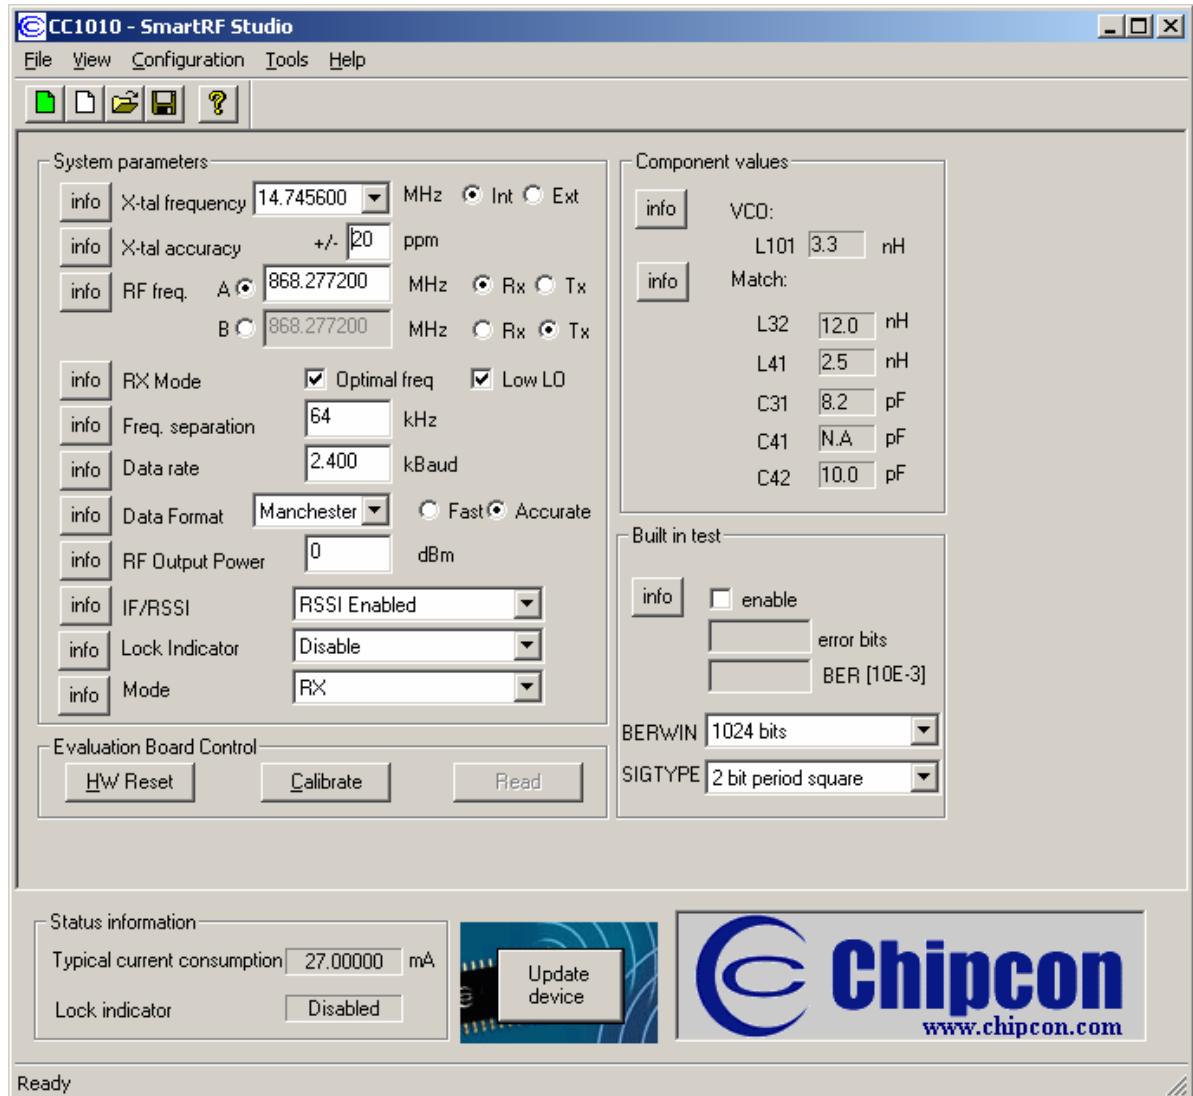 CC1010 - SmartRF Studio
File View Configuration Tools Help
System parameters
info X-tal frequency 14.745600 MHz Int Ext
info X-tal accuracy +/- 20 ppm
info RF freq. A 868.277200 MHz Rx Tx
B 868.277200 MHz Rx Tx
info RX Mode Optimal freq Low LO
info Freq. separation 64 kHz
info Data rate 2.400 kBaud
info Data Format Manchester Fast Accurate
info RF Output Power 0 dBm
info IF/RSSI RSSI Enabled
info Lock Indicator Disable
info Mode RX
Evaluation Board Control
HW Reset Calibrate Read
Component values
info VCO:
L101 3.3 nH
info Match:
L32 12.0 nH
L41 2.5 nH
C31 8.2 pF
C41 N.A pF
C42 10.0 pF
Built in test
info enable
error bits
BER [10E-3]
BERWIN 1024 bits
SIGTYPE 2 bit period square
Status information
Typical current consumption 27.00000 mA
Lock indicator Disabled
Update
device
Chipcon
www.chipcon.com
Ready